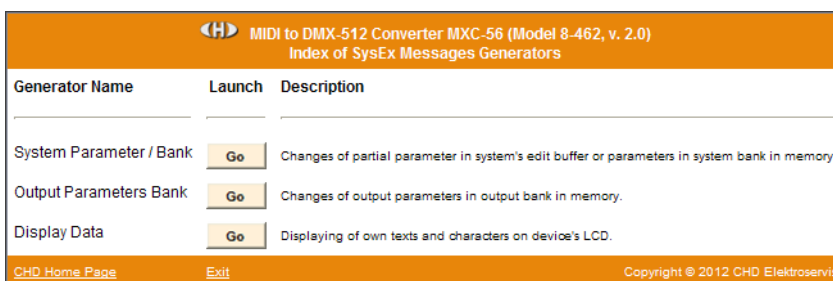 CHD MIDI to DMX-512 Converter MXC-56 (Model 8-462, v. 2.0)
Index of SysEx Messages Generators
Generator Name Launch Description
System Parameter / Bank Go Changes of partial parameter in system's edit buffer or parameters in system bank in memory
Output Parameters Bank Go Changes of output parameters in output bank in memory.
Display Data Go Displaying of own texts and characters on device's LCD.
CHD Home Page Exit Copyright © 2012 CHD Elektroservis